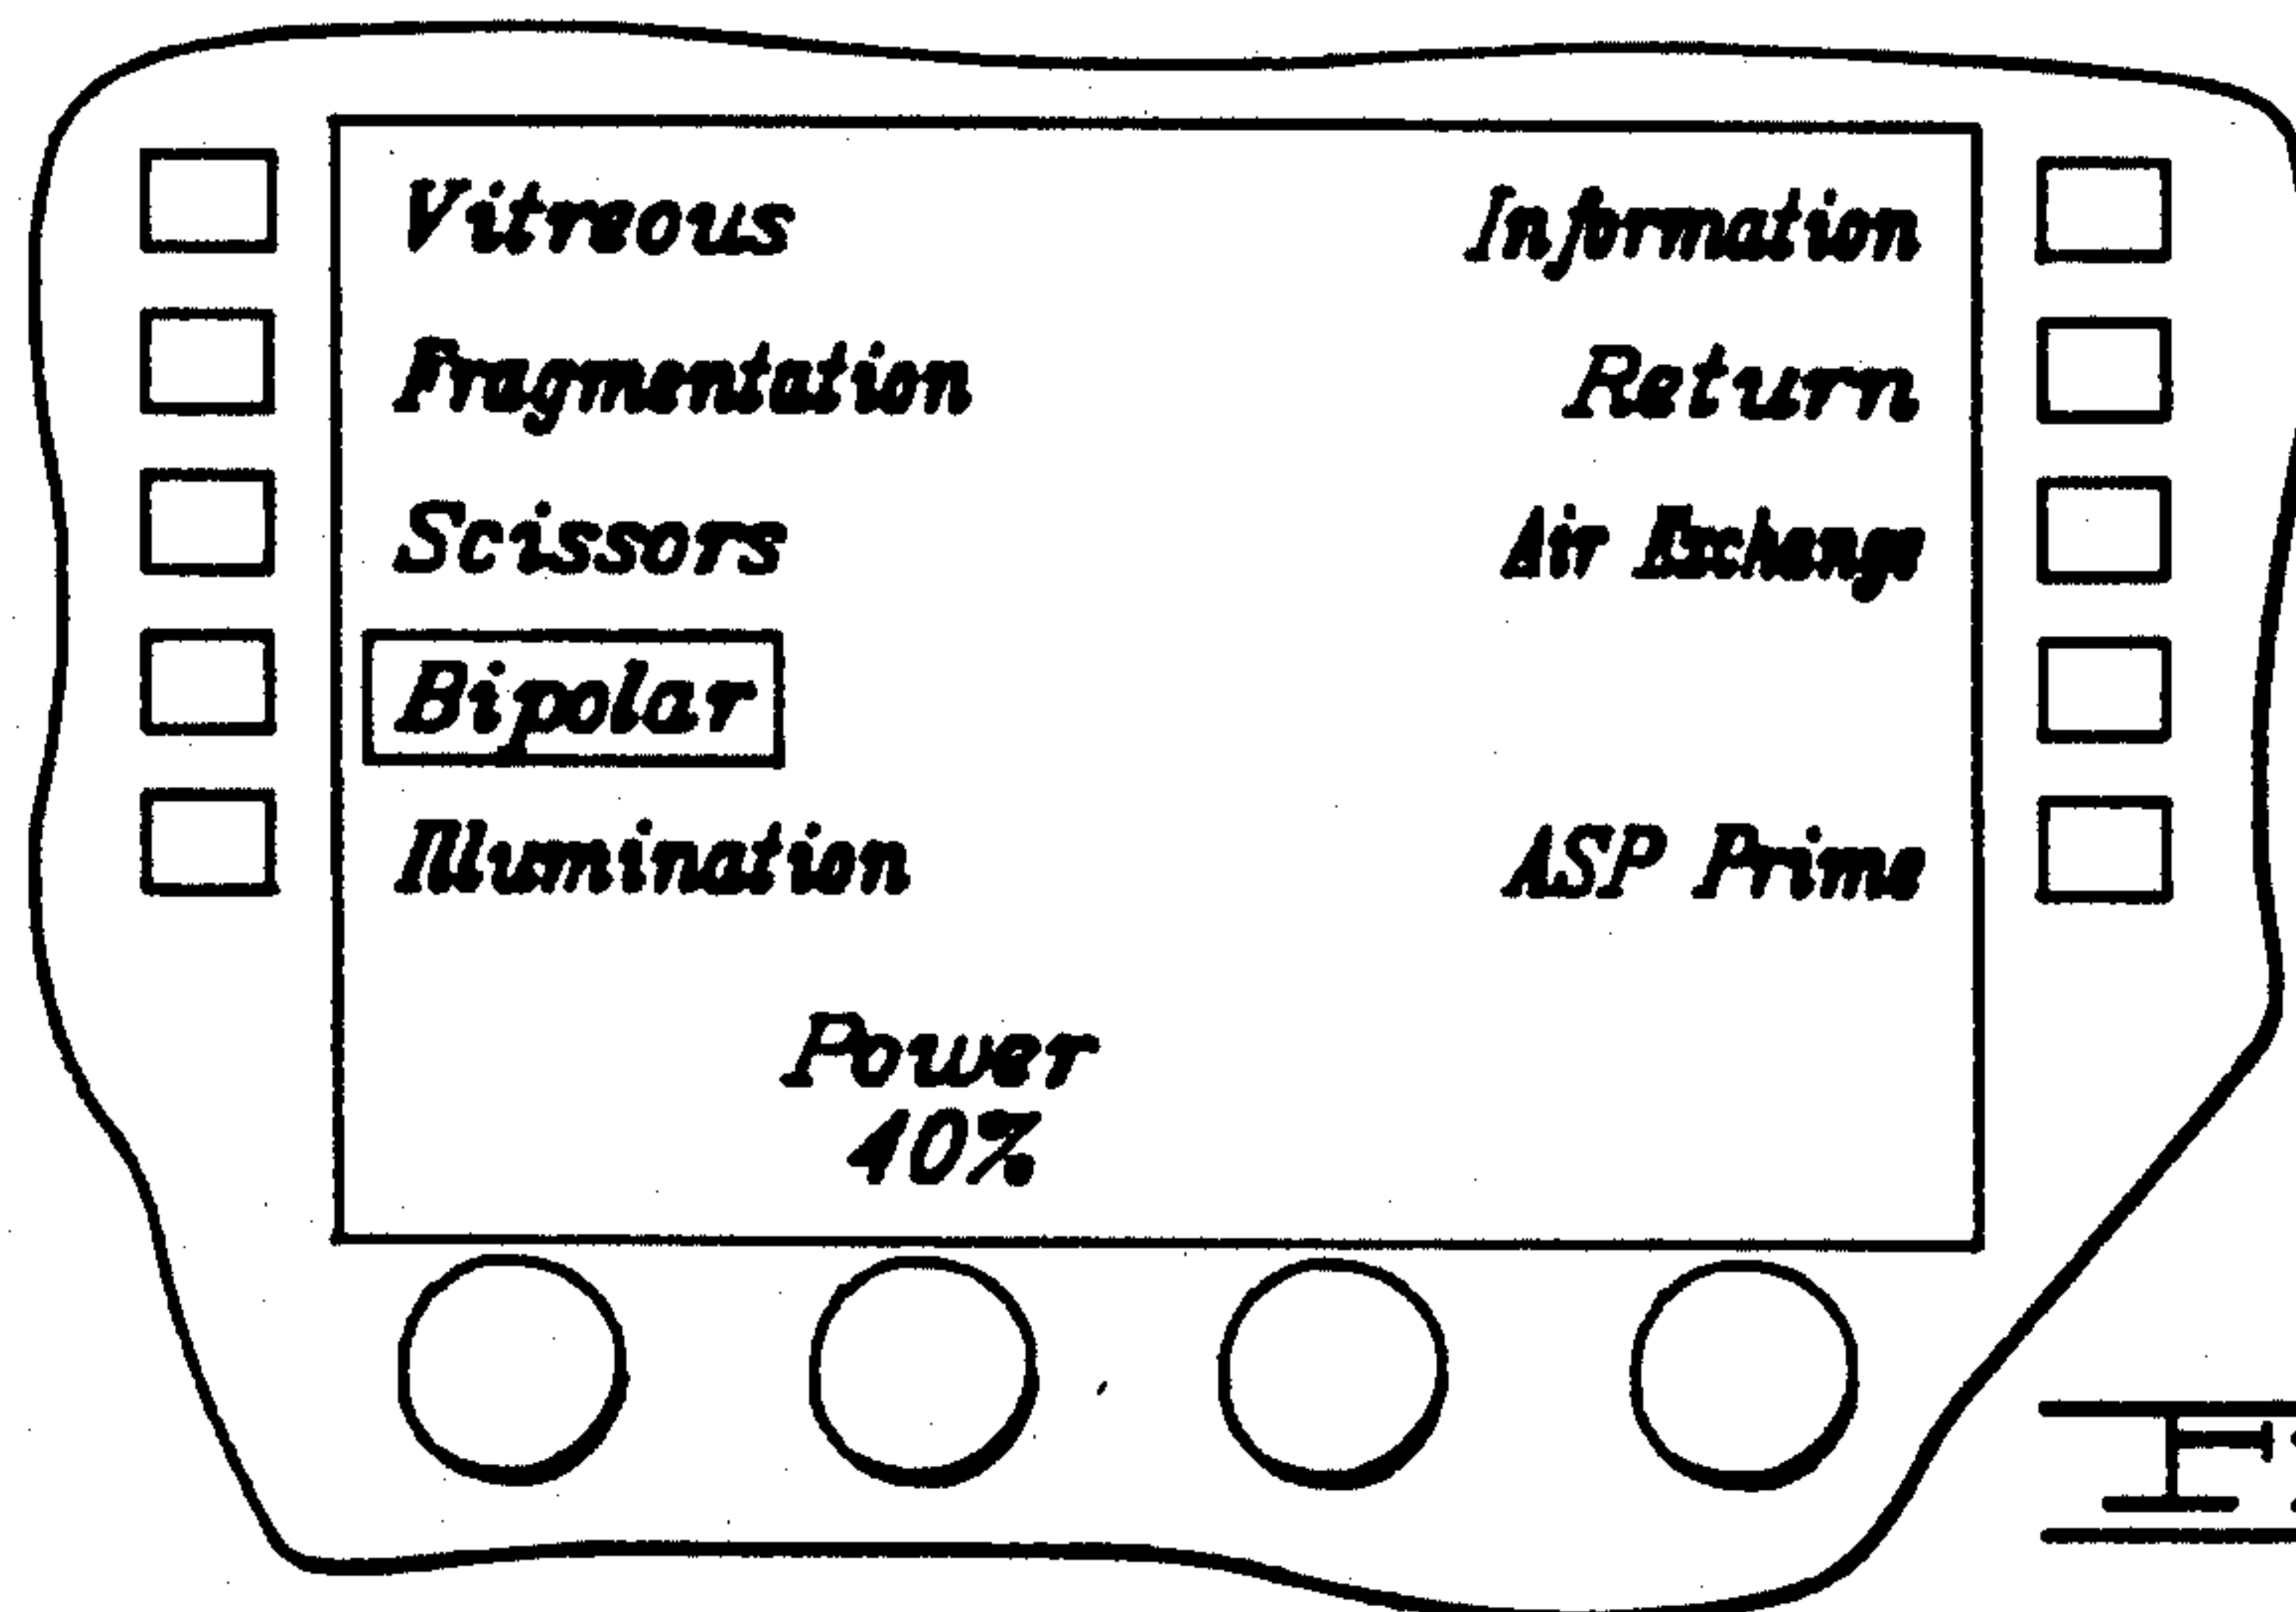 Vitreous Information
Fragmentation Return
Scissors Air Exchange
Bipolar
Illumination ASP Prime
Power
40%